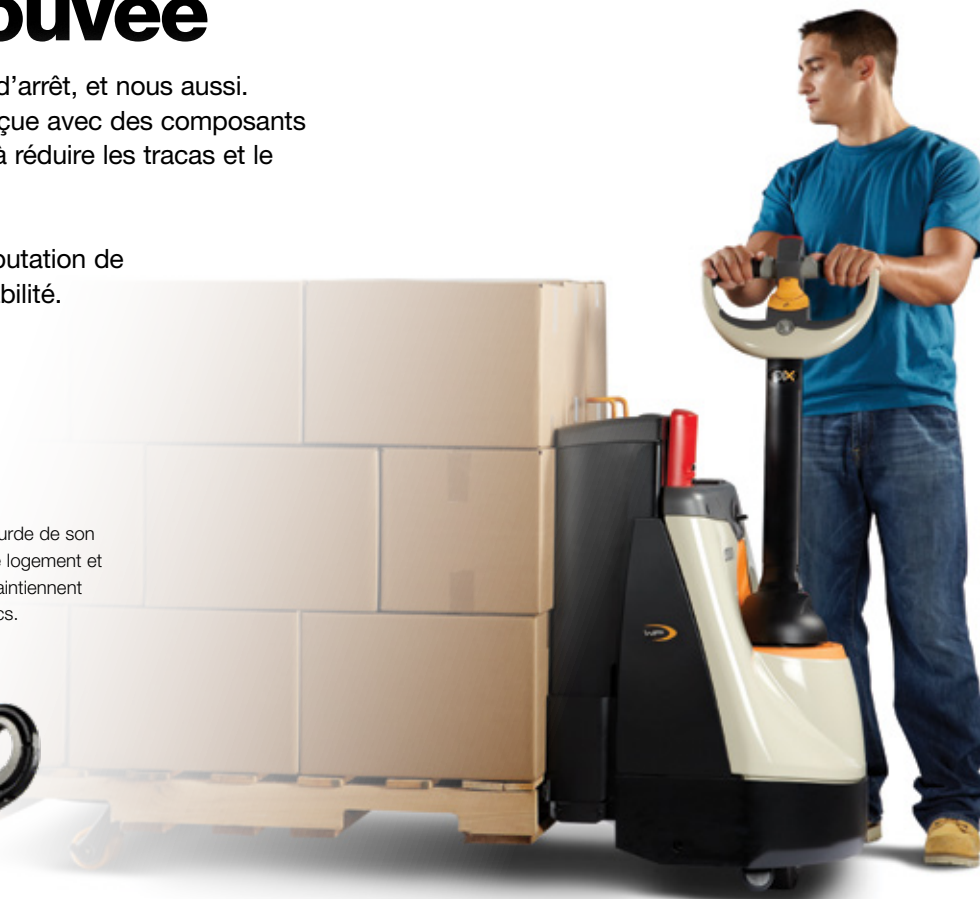 ouvée
d’arrêt, et nous aussi.
çue avec des composants
à réduire les tracas et le
putation de
bilité.
urde de son
logement et
aintiennent
cs.